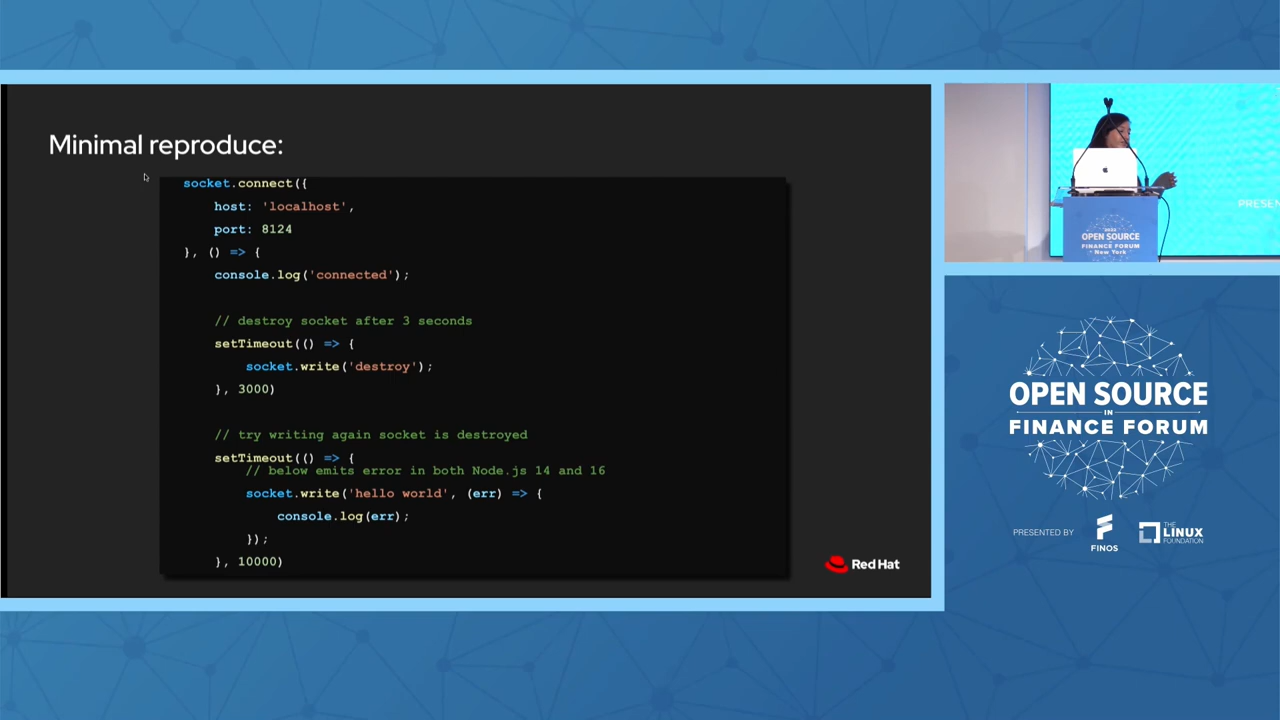 Minimal reproduce:
socket.connect({
host: 'localhost',
port: 8124
}, () => {
console.log('connected');
// destroy socket after 3 seconds
setTimeout(() => {
socket.write('destroy');
}, 3000)
// try writing again socket is destroyed
setTimeout(() => {
// below emits error in both Node.js 14 and 16
socket.write('hello world', (err) => {
console.log(err);
});
}, 10000)
Red Hat
PRESEN
OPEN SOURCE
IN
FINANCE FORUM
New York
OPEN SOURCE
IN
FINANCE FORUM
PRESENTED BY
FINOS
THE
LINUX
FOUNDATION